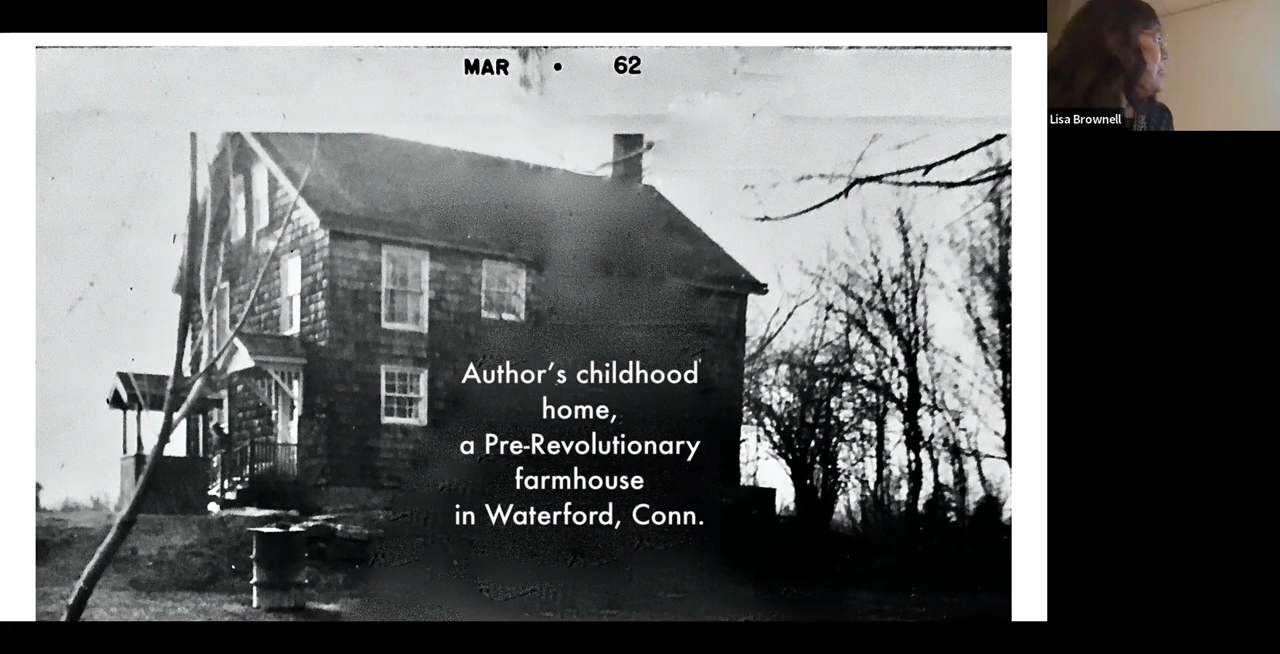 MAR • 62
Lisa Brownell
Author's childhood
home,
a Pre-Revolutionary
farmhouse
in Waterford, Conn.